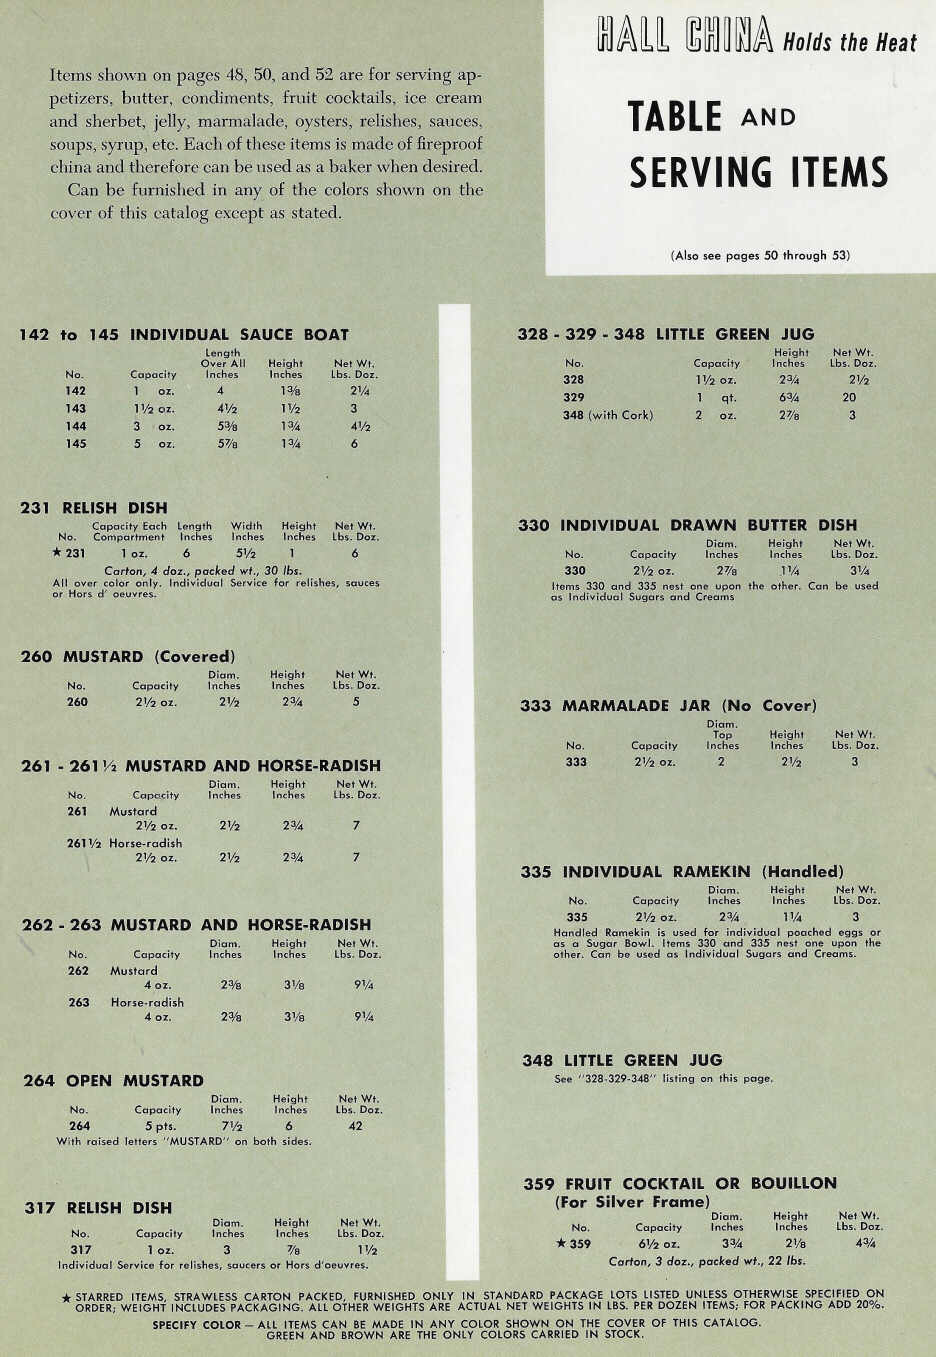 HALL CHINA Holds the Heat
TABLE AND
SERVING ITEMS
(Also see pages 50 through 53)
Items shown on pages 48, 50, and 52 are for serving ap-
petizers, butter, condiments, fruit cocktails, ice cream
and sherbet, jelly, marmalade, oysters, relishes, sauces,
soups, syrup, etc. Each of these items is made of fireproof
china and therefore can be used as a baker when desired.
Can be furnished in any of the colors shown on the
cover of this catalog except as stated.
142 to 145 INDIVIDUAL SAUCE BOAT
Length
Over All Height Net Wt.
No. Capacity Inches Inches Lbs. Doz.
142 1 oz. 4 1⅜ 2¼
143 1½ oz. 4½ 1½ 3
144 3 oz. 5⅜ 1¾ 4½
145 5 oz. 5⅞ 1¾ 6
231 RELISH DISH
Capacity Each Length Width Height Net Wt.
No. Compartment Inches Inches Inches Lbs. Doz.
★ 231 1 oz. 6 5½ 1 6
Carton, 4 doz., packed wt., 30 lbs.
All over color only. Individual Service for relishes, sauces
or Hors d' oeuvres.
260 MUSTARD (Covered)
Diam. Height Net Wt.
No. Capacity Inches Inches Lbs. Doz.
260 2½ oz. 2½ 2¾ 5
261 - 261½ MUSTARD AND HORSE-RADISH
Diam. Height Net Wt.
No. Capacity Inches Inches Lbs. Doz.
261 Mustard
2½ oz. 2½ 2¾ 7
261½ Horse-radish
2½ oz. 2½ 2¾ 7
262 - 263 MUSTARD AND HORSE-RADISH
Diam. Height Net Wt.
No. Capacity Inches Inches Lbs. Doz.
262 Mustard
4 oz. 2⅜ 3⅛ 9¼
263 Horse-radish
4 oz. 2⅜ 3⅛ 9¼
264 OPEN MUSTARD
Diam. Height Net Wt.
No. Capacity Inches Inches Lbs. Doz.
264 5 pts. 7½ 6 42
With raised letters "MUSTARD" on both sides.
317 RELISH DISH
Diam. Height Net Wt.
No. Capacity Inches Inches Lbs. Doz.
317 1 oz. 3 ⅞ 1½
Individual Service for relishes, saucers or Hors d'oeuvres.
328 - 329 - 348 LITTLE GREEN JUG
Height Net Wt.
No. Capacity Inches Lbs. Doz.
328 1½ oz. 2¾ 2½
329 1 qt. 6¾ 20
348 (with Cork) 2 oz. 2⅞ 3
330 INDIVIDUAL DRAWN BUTTER DISH
Diam. Height Net Wt.
No. Capacity Inches Inches Lbs. Doz.
330 2½ oz. 2⅞ 1¼ 3¼
Items 330 and 335 nest one upon the other. Can be used
as Individual Sugars and Creams
333 MARMALADE JAR (No Cover)
Diam.
Top Height Net Wt.
No. Capacity Inches Inches Lbs. Doz.
333 2½ oz. 2 2½ 3
335 INDIVIDUAL RAMEKIN (Handled)
Diam. Height Net Wt.
No. Capacity Inches Inches Lbs. Doz.
335 2½ oz. 2¾ 1¼ 3
Handled Ramekin is used for individual poached eggs or
as a Sugar Bowl. Items 330 and 335 nest one upon the
other. Can be used as Individual Sugars and Creams.
348 LITTLE GREEN JUG
See "328-329-348" listing on this page.
359 FRUIT COCKTAIL OR BOUILLON
(For Silver Frame)
Diam. Height Net Wt.
No. Capacity Inches Inches Lbs. Doz.
★ 359 6½ oz. 3¾ 2⅛ 4¾
Carton, 3 doz., packed wt., 22 lbs.
★ STARRED ITEMS, STRAWLESS CARTON PACKED, FURNISHED ONLY IN STANDARD PACKAGE LOTS LISTED UNLESS OTHERWISE SPECIFIED ON
ORDER; WEIGHT INCLUDES PACKAGING. ALL OTHER WEIGHTS ARE ACTUAL NET WEIGHTS IN LBS. PER DOZEN ITEMS; FOR PACKING ADD 20%.
SPECIFY COLOR — ALL ITEMS CAN BE MADE IN ANY COLOR SHOWN ON THE COVER OF THIS CATALOG.
GREEN AND BROWN ARE THE ONLY COLORS CARRIED IN STOCK.